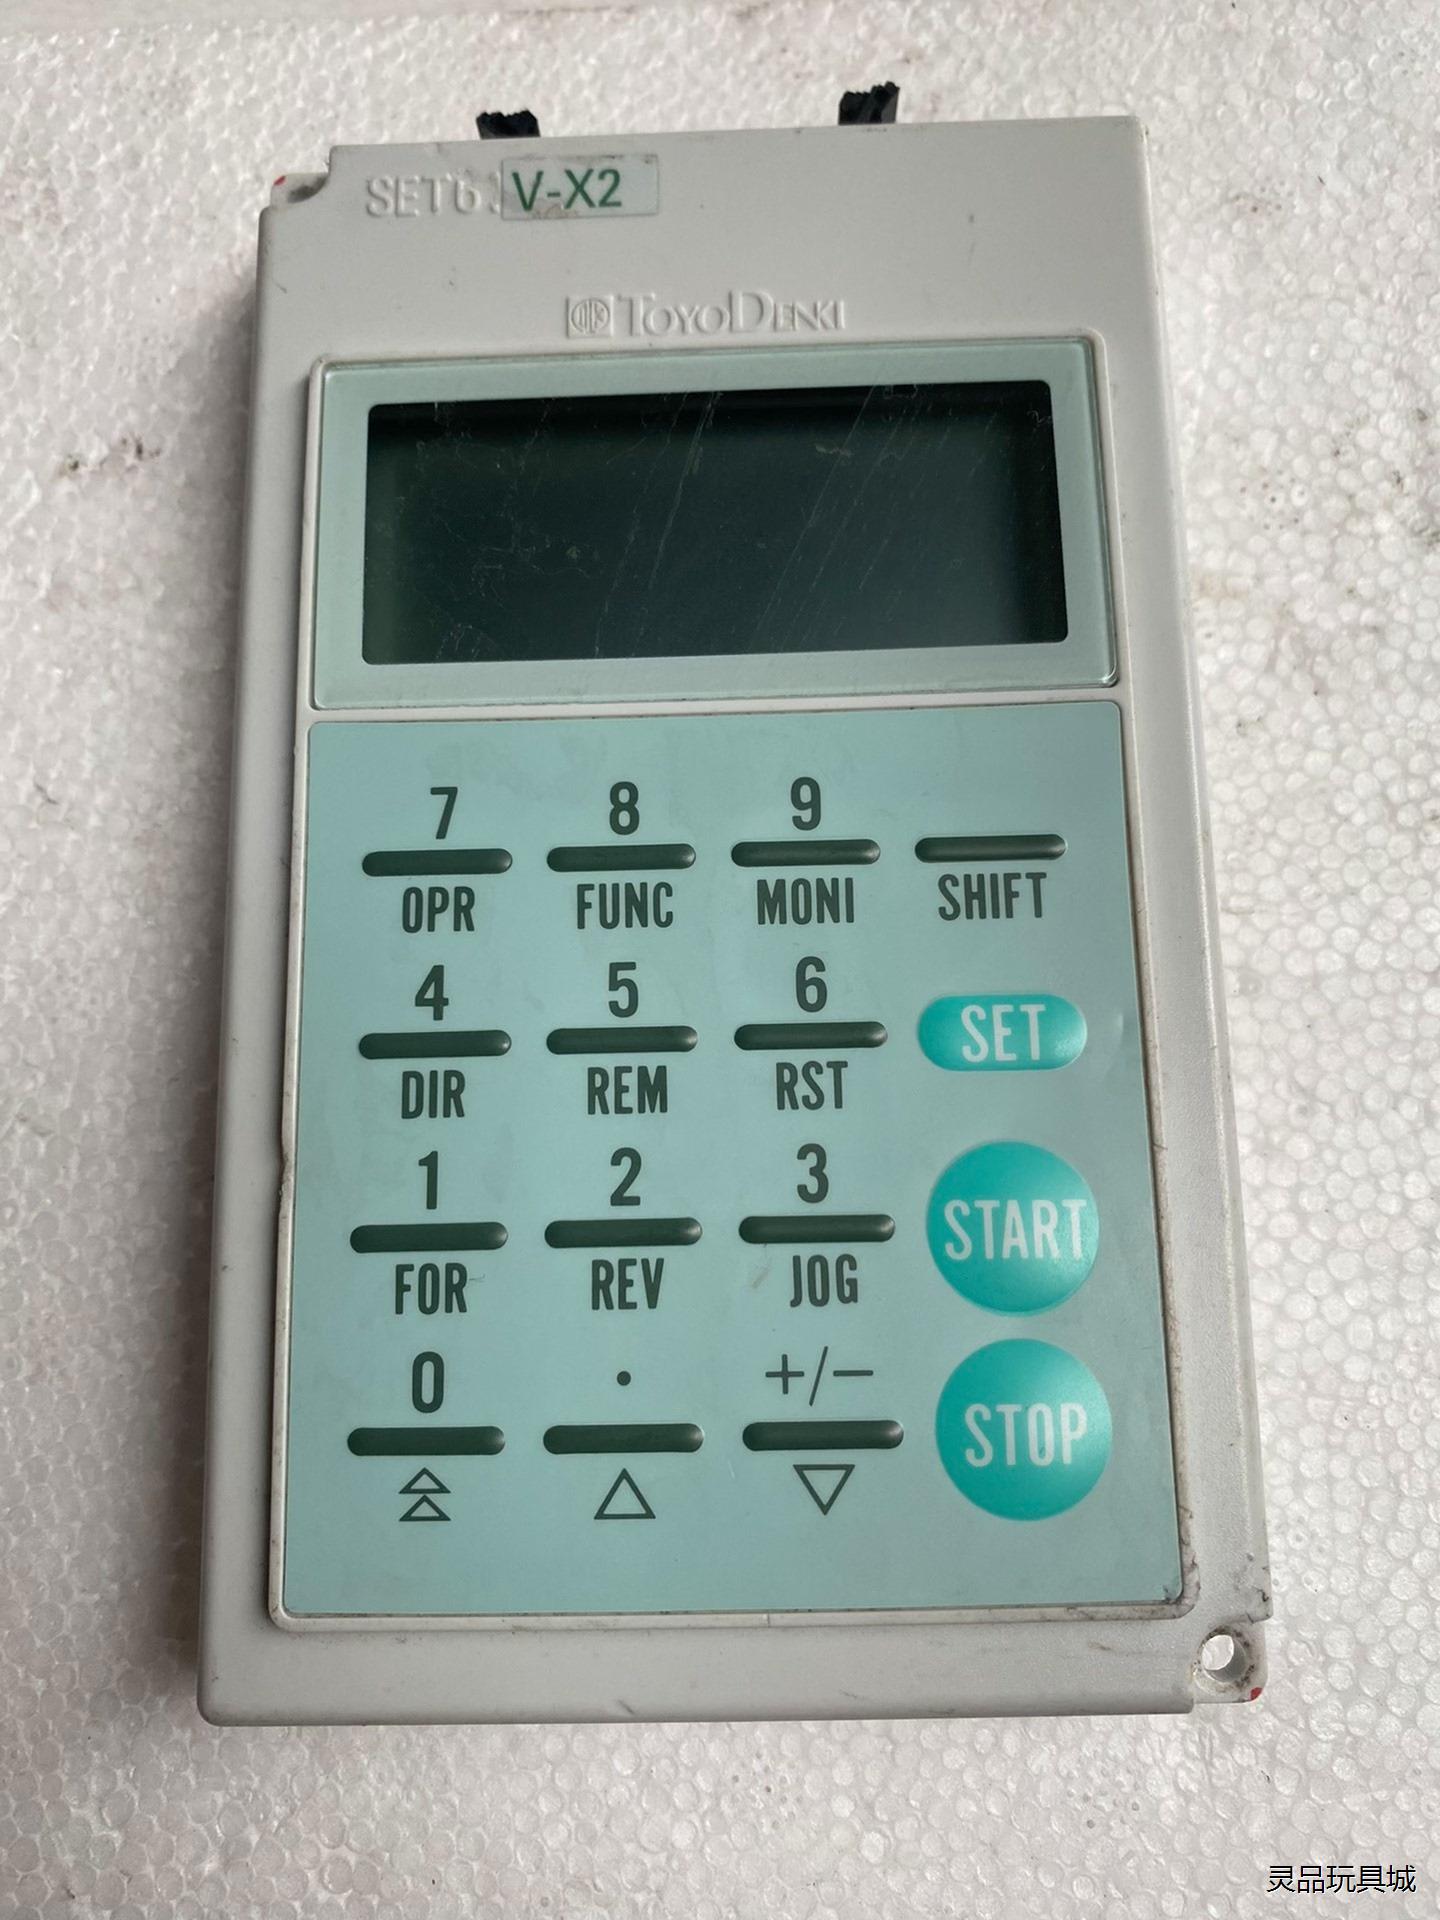 V-X2
TOYODENKI
7 8 9
OPR FUNC MONI SHIFT
4 5 6
SET
DIR REM RST
1 2 3
START
FOR REV JOG
0 . +/−
STOP
灵品玩具城